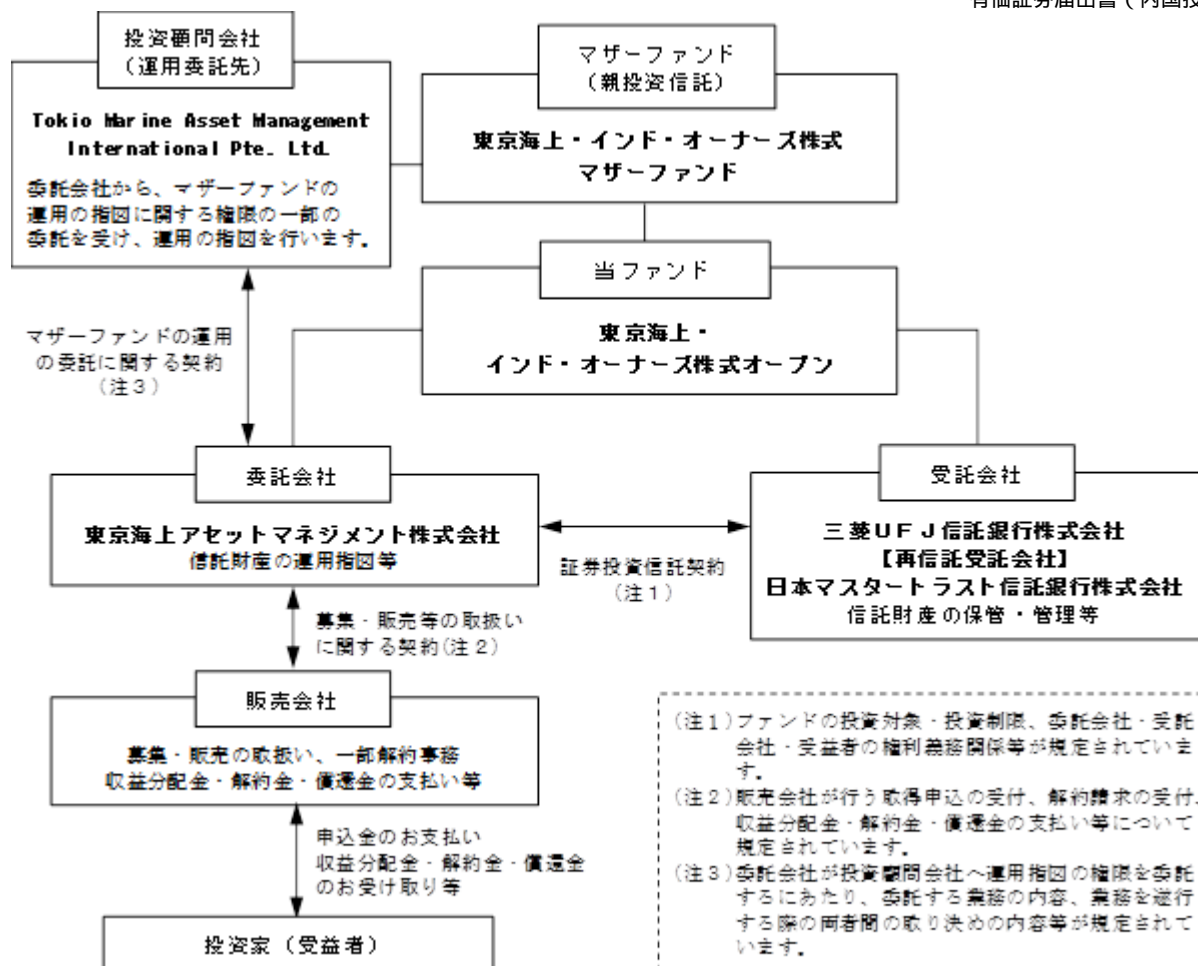 有価証券届出書（内国投
投資顧問会社
（運用委託先）
Tokio Marine Asset Management
International Pte. Ltd.
委託会社から、マザーファンドの
運用の指図に関する権限の一部の
委託を受け、運用の指図を行います。
マザーファンド
（親投資信託）
東京海上・インド・オーナーズ株式
マザーファンド
当ファンド
東京海上・
インド・オーナーズ株式オープン
マザーファンドの運用
の委託に関する契約
（注３）
委託会社
東京海上アセットマネジメント株式会社
信託財産の運用指図等
証券投資信託契約
（注１）
受託会社
三菱ＵＦＪ信託銀行株式会社
【再信託受託会社】
日本マスタートラスト信託銀行株式会社
信託財産の保管・管理等
募集・販売等の取扱い
に関する契約(注２)
販売会社
募集・販売の取扱い、一部解約事務
収益分配金・解約金・償還金の支払い等
申込金のお支払い
収益分配金・解約金・償還金
のお受け取り等
投資家（受益者）
(注１)ファンドの投資対象・投資制限、委託会社・受託
会社・受益者の権利義務関係等が規定されていま
す。
(注２)販売会社が行う取得申込の受付、解約請求の受付、
収益分配金・解約金・償還金の支払い等について
規定されています。
(注３)委託会社が投資顧問会社へ運用指図の権限を委託
するにあたり、委託する業務の内容、業務を遂行
する際の両者間の取り決めの内容等が規定されて
います。